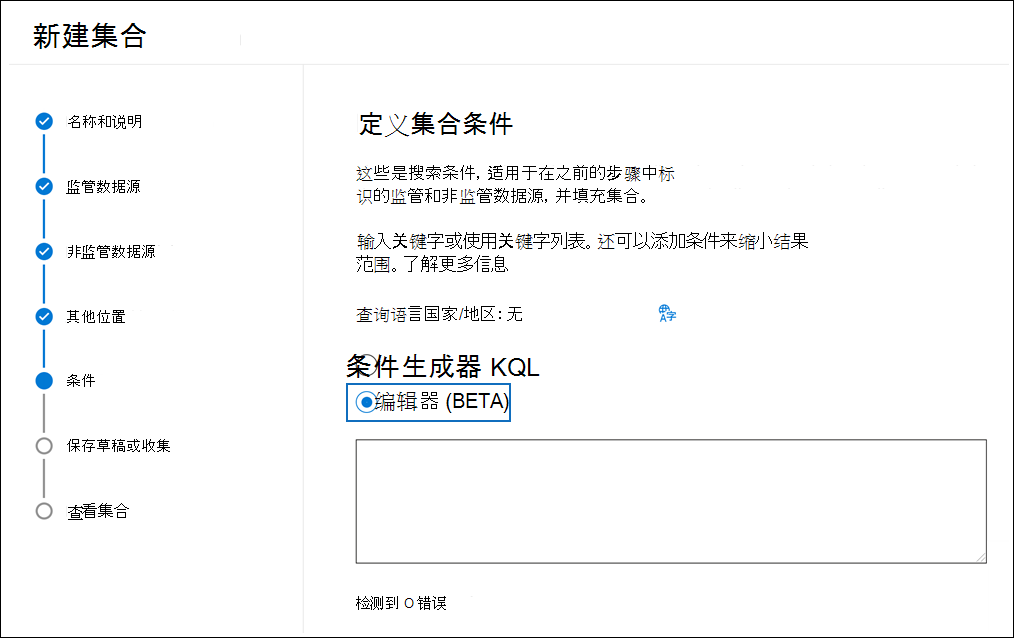 新建集合
名称和说明
监管数据源
非监管数据源
其他位置
条件
保存草稿或收集
查看集合
定义集合条件
这些是搜索条件, 适用于在之前的步骤中标
识的监管和非监管数据源, 并填充集合。
输入关键字或使用关键字列表。还可以添加条件来缩小结果
范围。了解更多信息
查询语言国家/地区: 无
A字
条件生成器 KQL
编辑器 (BETA)
检测到 0 错误